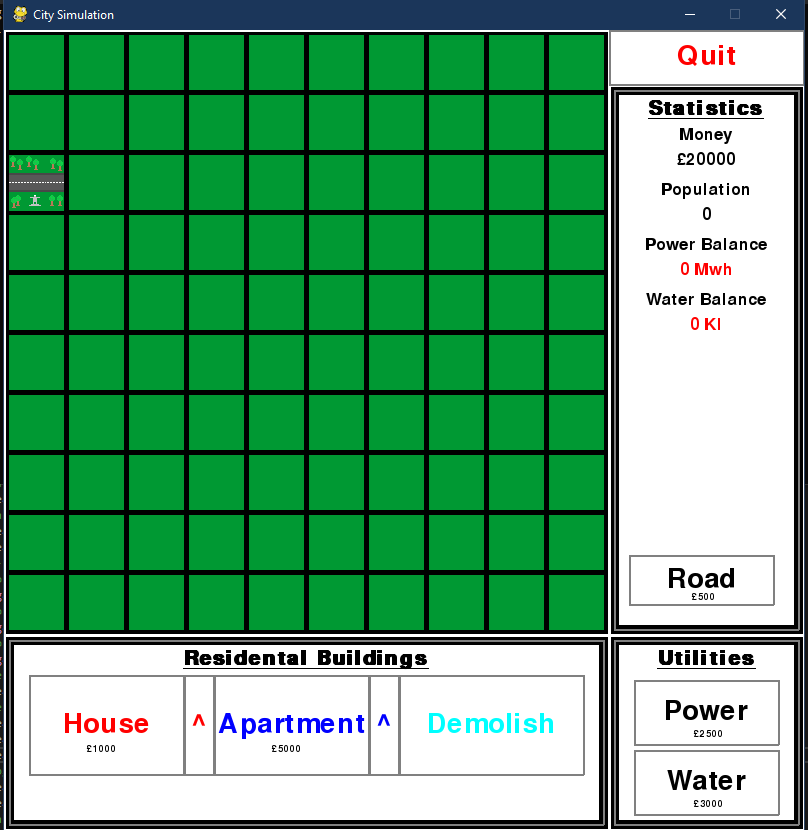 City Simulation
Quit
Statistics
Money
£20000
Population
0
Power Balance
0 Mwh
Water Balance
0 Kl
Road
£500
Residental Buildings
House
£1000
^
Apartment
£5000
^
Demolish
Utilities
Power
£2500
Water
£3000